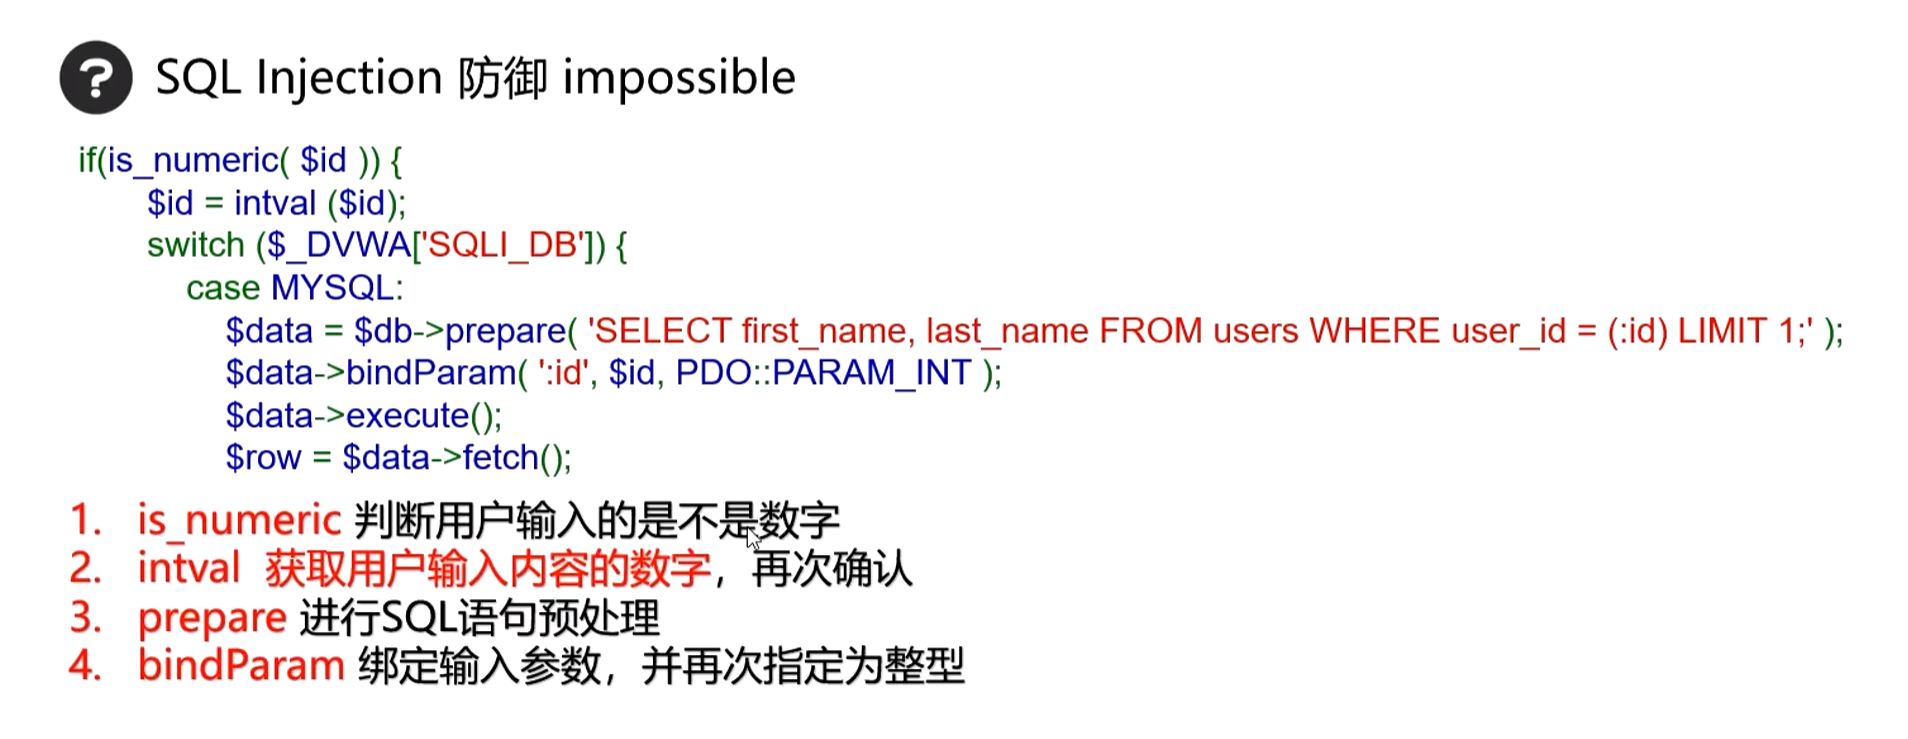 ? SQL Injection 防御 impossible
if(is_numeric( $id )) {
$id = intval ($id);
switch ($_DVWA['SQLI_DB']) {
case MYSQL:
$data = $db->prepare( 'SELECT first_name, last_name FROM users WHERE user_id = (:id) LIMIT 1;' );
$data->bindParam( ':id', $id, PDO::PARAM_INT );
$data->execute();
$row = $data->fetch();
1. is_numeric 判断用户输入的是不是数字
2. intval 获取用户输入内容的数字，再次确认
3. prepare 进行SQL语句预处理
4. bindParam 绑定输入参数，并再次指定为整型